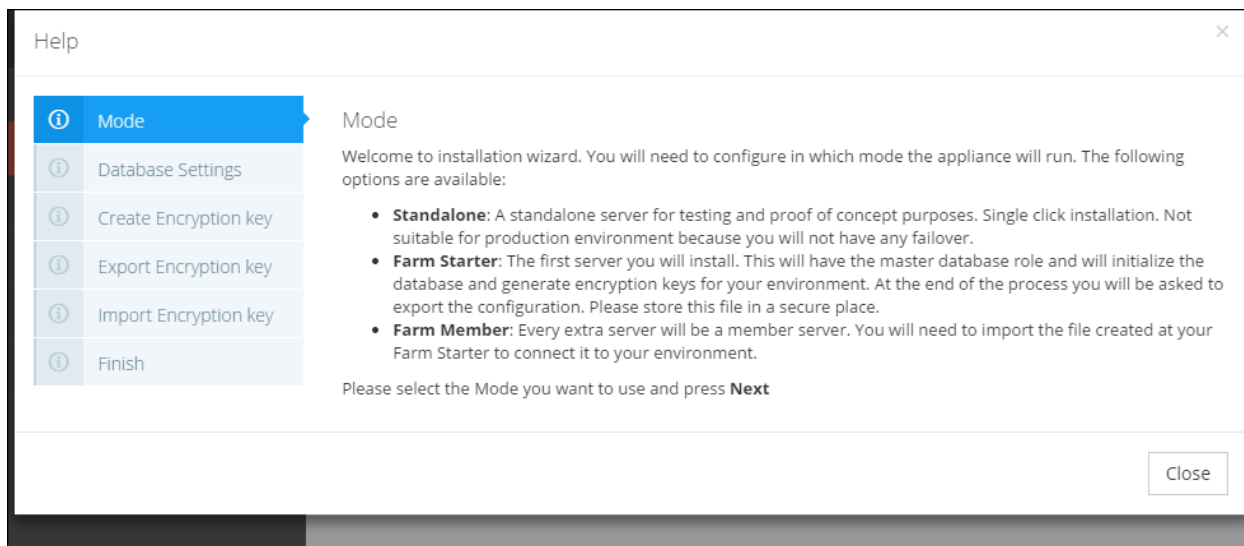 Help
×
Mode
Database Settings
Create Encryption key
Export Encryption key
Import Encryption key
Finish
Mode
Welcome to installation wizard. You will need to configure in which mode the appliance will run. The following
options are available:
• Standalone: A standalone server for testing and proof of concept purposes. Single click installation. Not
suitable for production environment because you will not have any failover.
• Farm Starter: The first server you will install. This will have the master database role and will initialize the
database and generate encryption keys for your environment. At the end of the process you will be asked to
export the configuration. Please store this file in a secure place.
• Farm Member: Every extra server will be a member server. You will need to import the file created at your
Farm Starter to connect it to your environment.
Please select the Mode you want to use and press Next
Close